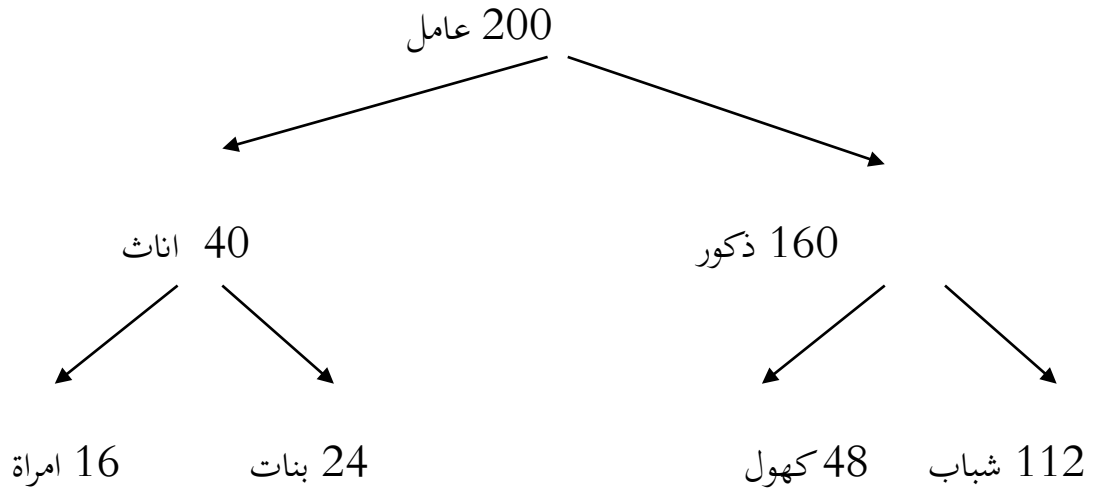 200 عامل
160 ذكور
40 اناث
112 شباب
48 كهول
24 بنات
16 امراة